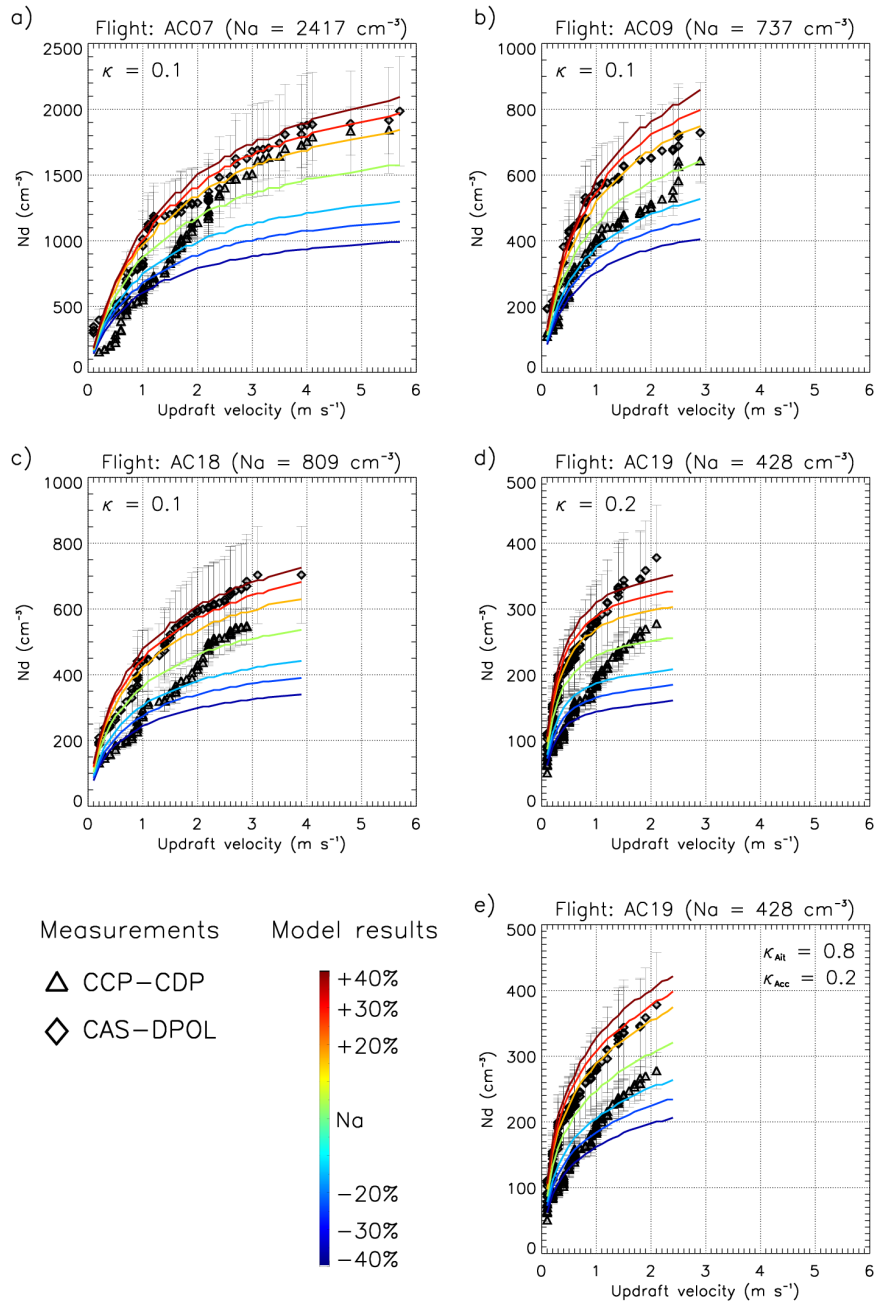 a) Flight: AC07 (Na = 2417 cm⁻³)
κ = 0.1
Nd (cm⁻³)
2500
2000
1500
1000
500
0
0 1 2 3 4 5 6
Updraft velocity (m s⁻¹)
b) Flight: AC09 (Na = 737 cm⁻³)
κ = 0.1
Nd (cm⁻³)
1000
800
600
400
200
0
0 1 2 3 4 5 6
Updraft velocity (m s⁻¹)
c) Flight: AC18 (Na = 809 cm⁻³)
κ = 0.1
Nd (cm⁻³)
1000
800
600
400
200
0
0 1 2 3 4 5 6
Updraft velocity (m s⁻¹)
d) Flight: AC19 (Na = 428 cm⁻³)
κ = 0.2
Nd (cm⁻³)
500
400
300
200
100
0
0 1 2 3 4 5 6
Updraft velocity (m s⁻¹)
Measurements
CCP−CDP
CAS−DPOL
Model results
+40%
+30%
+20%
Na
−20%
−30%
−40%
e) Flight: AC19 (Na = 428 cm⁻³)
κAit = 0.8
κAcc = 0.2
Nd (cm⁻³)
500
400
300
200
100
0
0 1 2 3 4 5 6
Updraft velocity (m s⁻¹)